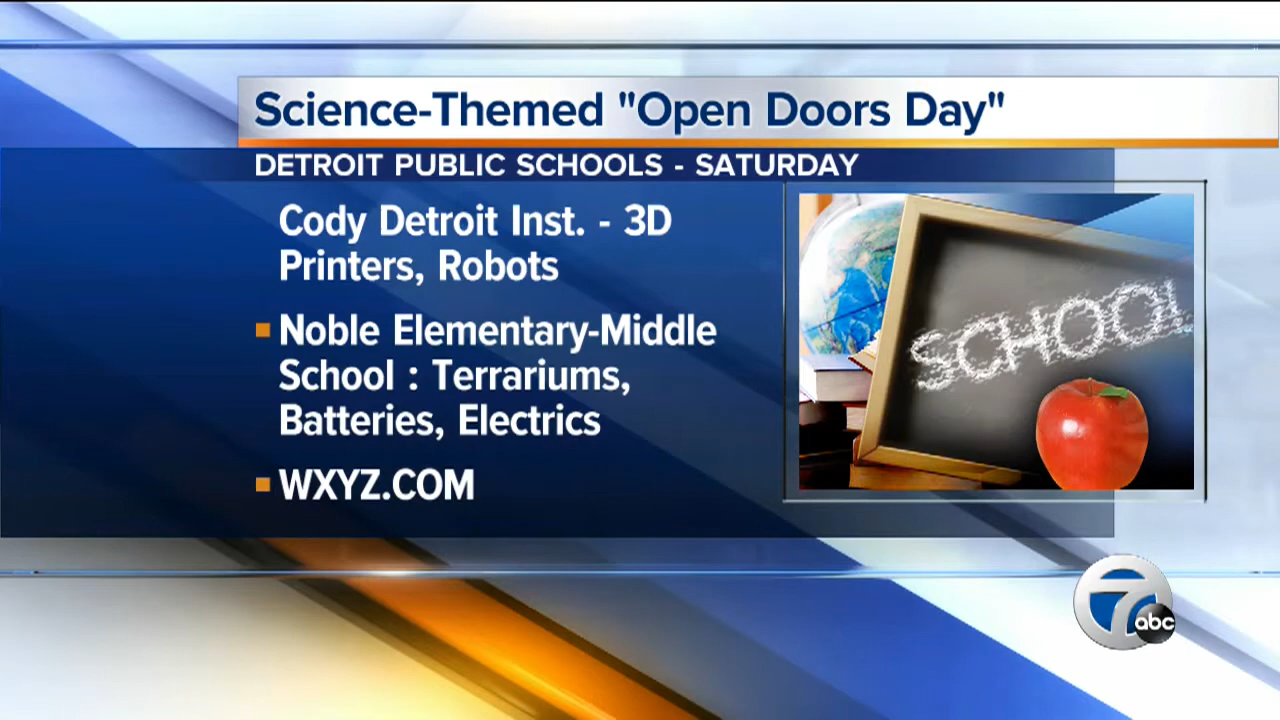 Science-Themed "Open Doors Day"
DETROIT PUBLIC SCHOOLS - SATURDAY
Cody Detroit Inst. - 3D
Printers, Robots
Noble Elementary-Middle
School : Terrariums,
Batteries, Electrics
WXYZ.COM
SCHOOL
7
abc